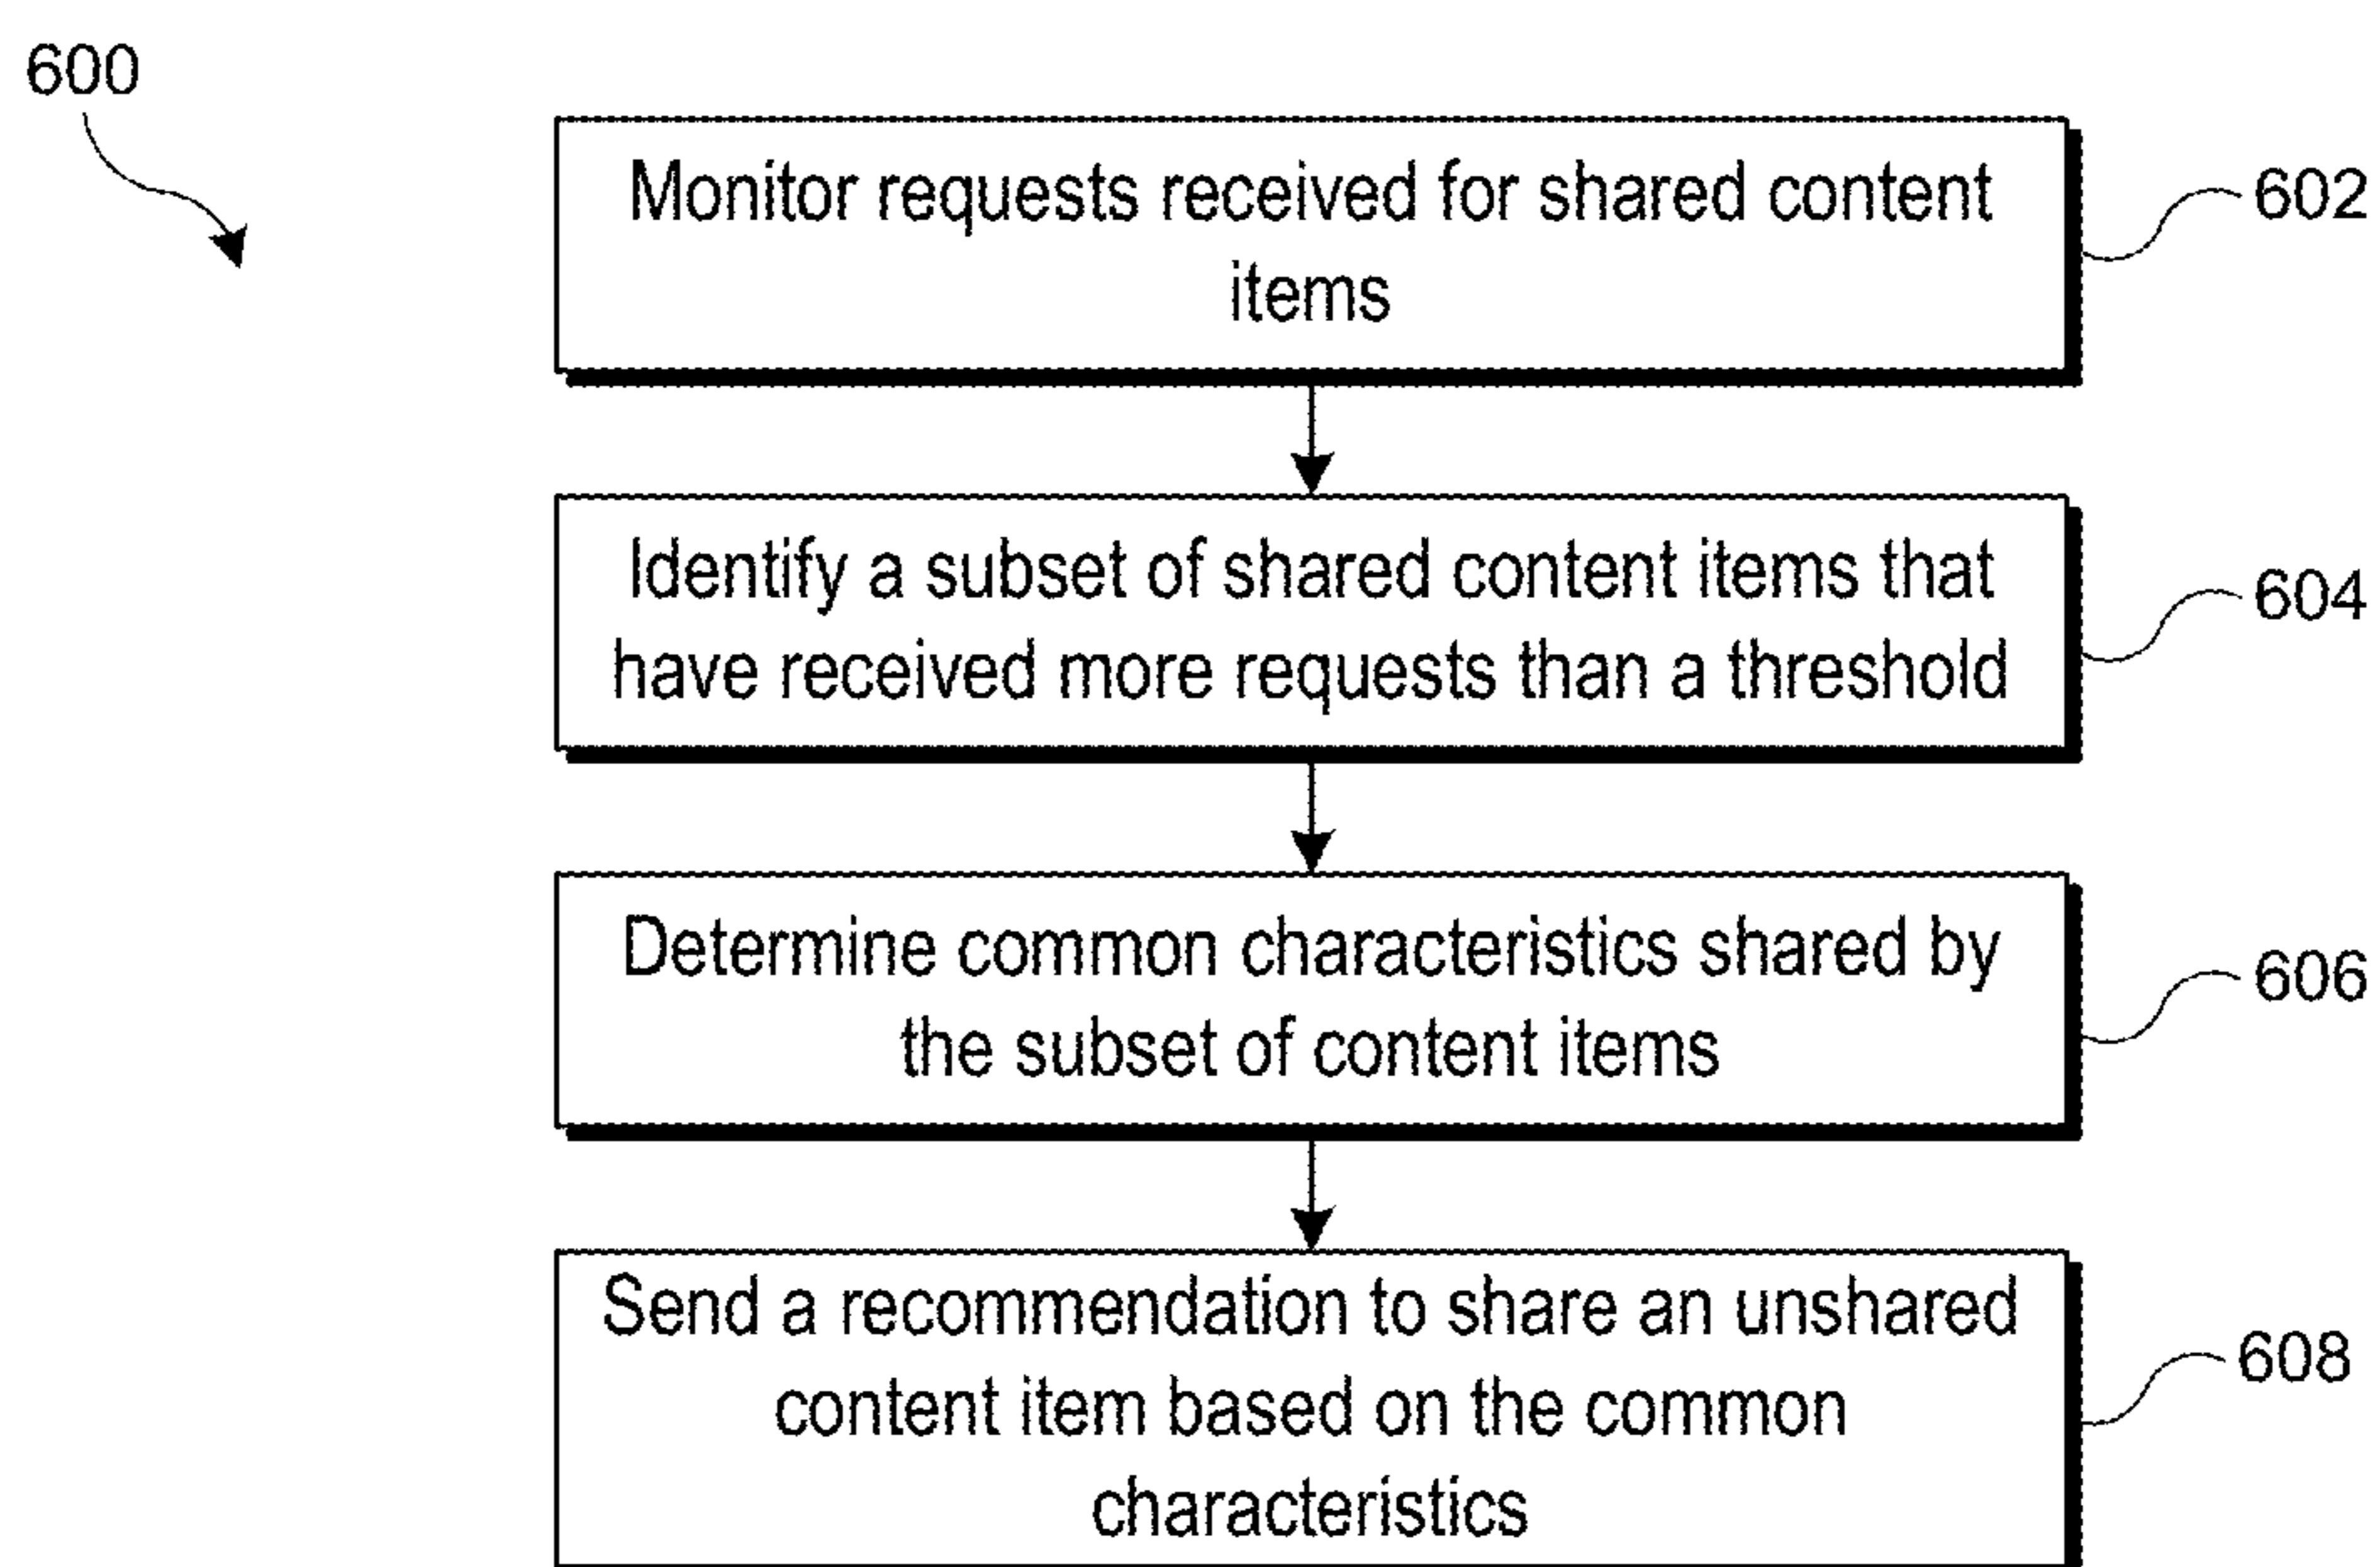 600
Monitor requests received for shared content
items
602
Identify a subset of shared content items that
have received more requests than a threshold
604
Determine common characteristics shared by
the subset of content items
606
Send a recommendation to share an unshared
content item based on the common
characteristics
608